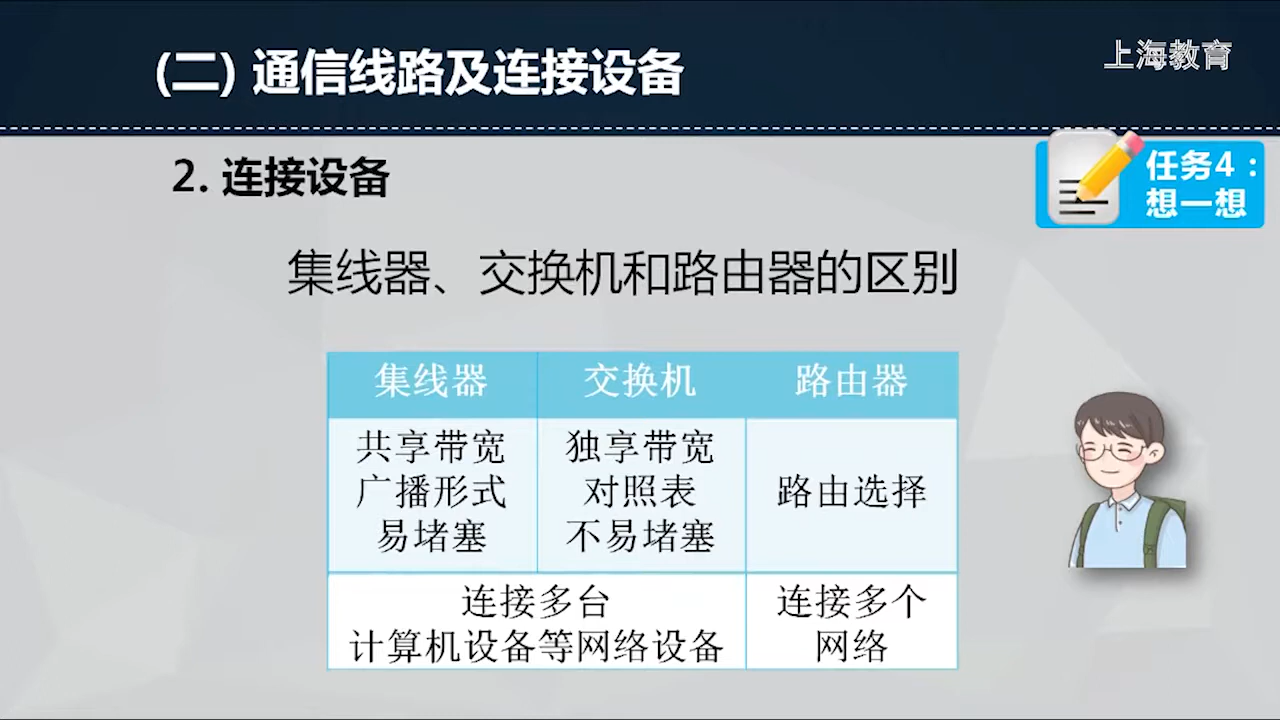 (二) 通信线路及连接设备
上海教育
2. 连接设备
任务4：
想一想
集线器、交换机和路由器的区别
集线器 交换机 路由器
共享带宽
广播形式
易堵塞
独享带宽
对照表
不易堵塞
路由选择
连接多台
计算机设备等网络设备
连接多个
网络